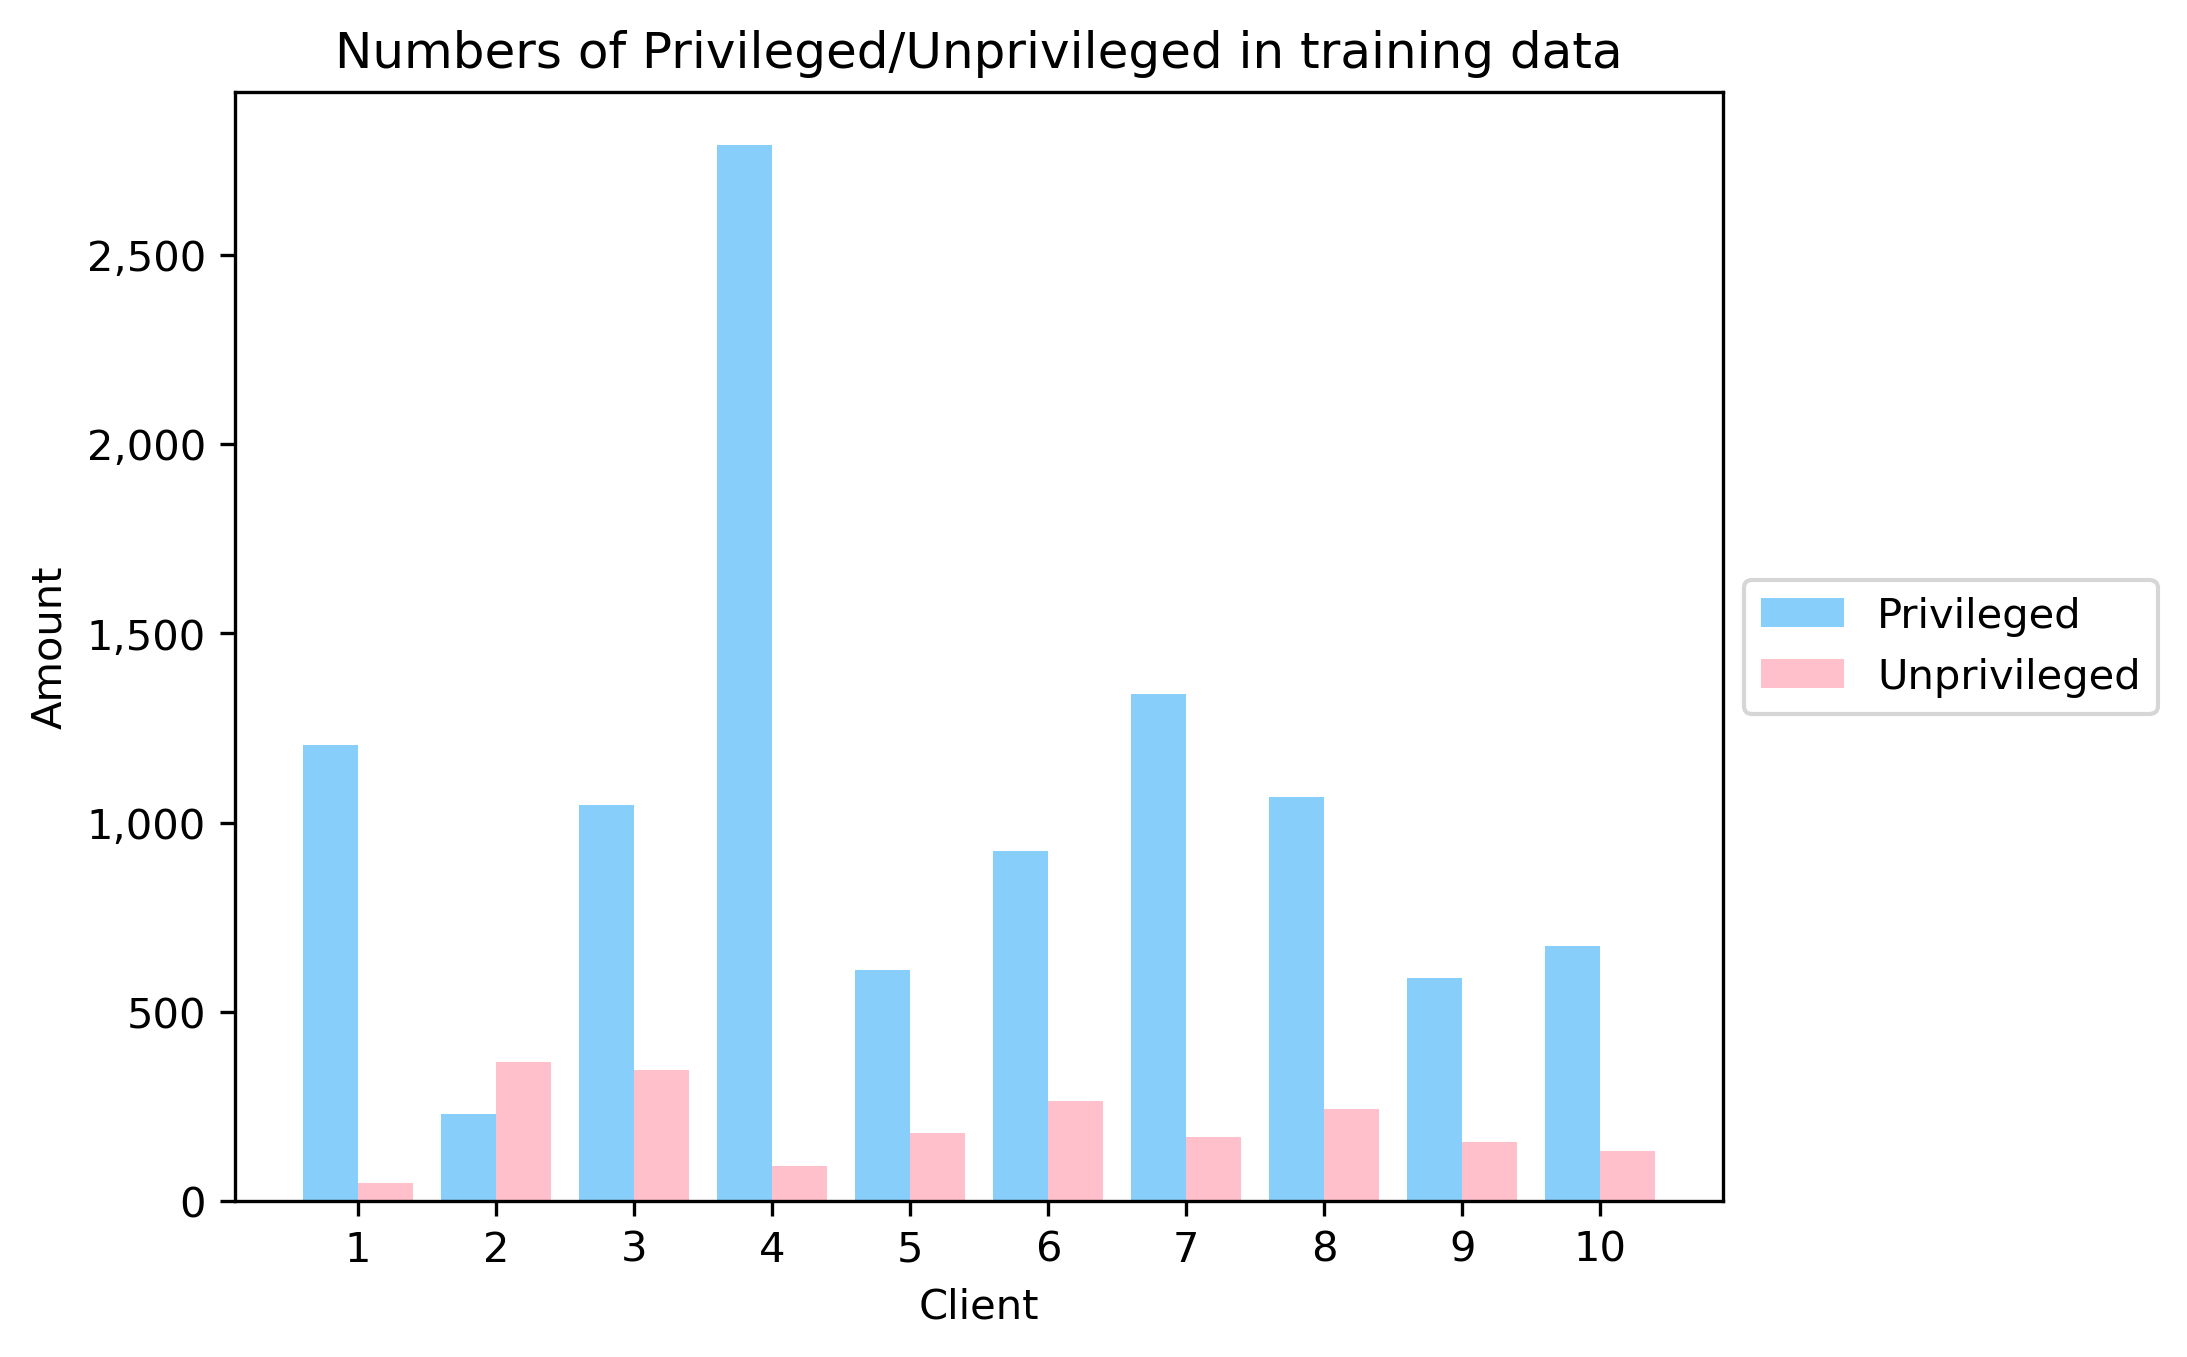 Numbers of Privileged/Unprivileged in training data
2,500
2,000
1,500
1,000
500
0
Amount
1 2 3 4 5 6 7 8 9 10
Client
Privileged
Unprivileged